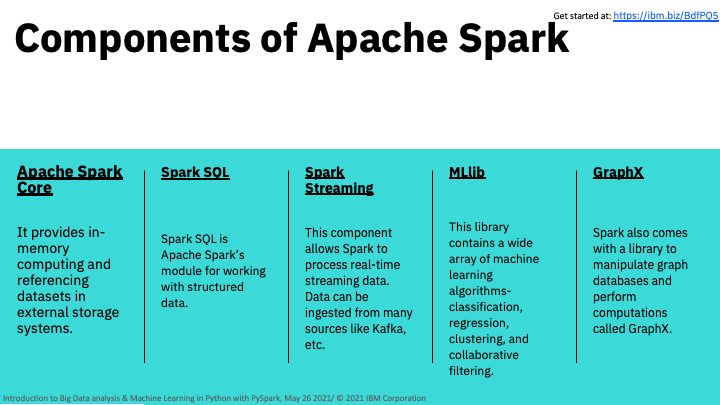 Get started at: https://ibm.biz/BdfPQ5
Components of Apache Spark
Apache Spark
Core
It provides in-
memory
computing and
referencing
datasets in
external storage
systems.
Spark SQL
Spark SQL is
Apache Spark’s
module for working
with structured
data.
Spark
Streaming
This component
allows Spark to
process real-time
streaming data.
Data can be
ingested from many
sources like Kafka,
etc.
MLlib
This library
contains a wide
array of machine
learning
algorithms-
classification,
regression,
clustering, and
collaborative
filtering.
GraphX
Spark also comes
with a library to
manipulate graph
databases and
perform
computations
called GraphX.
Introduction to Big Data analysis & Machine Learning in Python with PySpark, May 26 2021/ © 2021 IBM Corporation